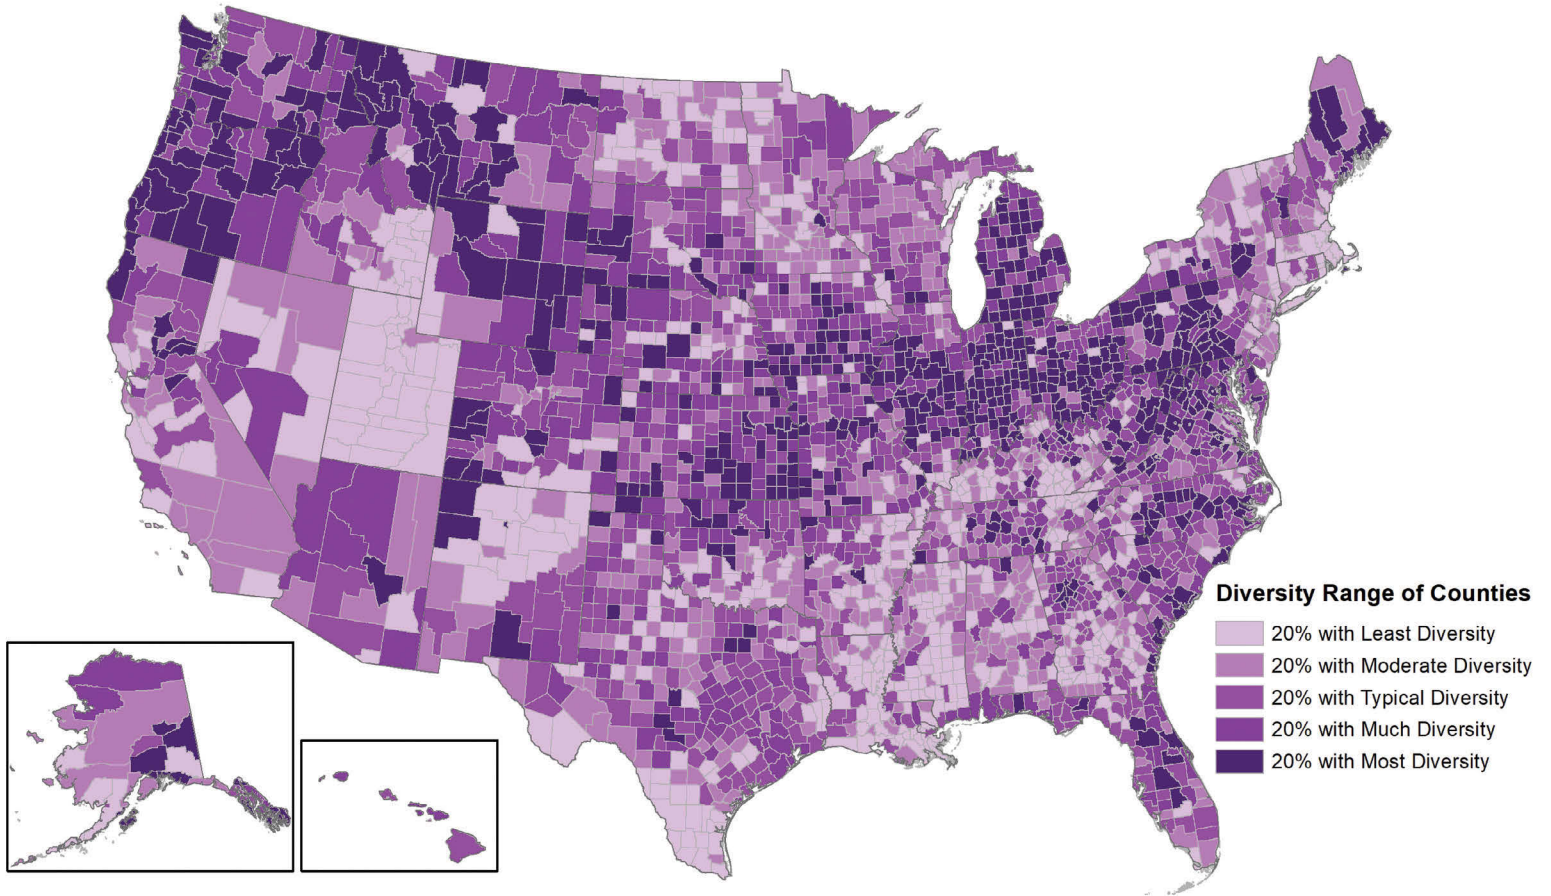 Diversity Range of Counties
20% with Least Diversity
20% with Moderate Diversity
20% with Typical Diversity
20% with Much Diversity
20% with Most Diversity